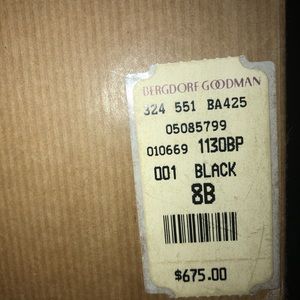 BERGDORF GOODMAN
324 551 BA425
05085799
010669 1130BP
001 BLACK
8B
$675.00